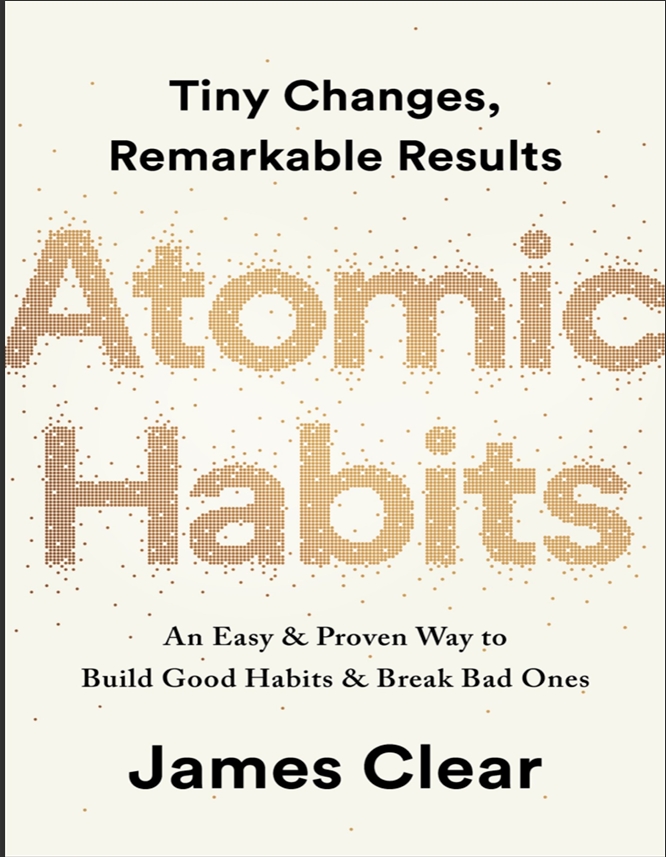 Tiny Changes,
Remarkable Results
Atomic
Habits
An Easy & Proven Way to
Build Good Habits & Break Bad Ones
James Clear